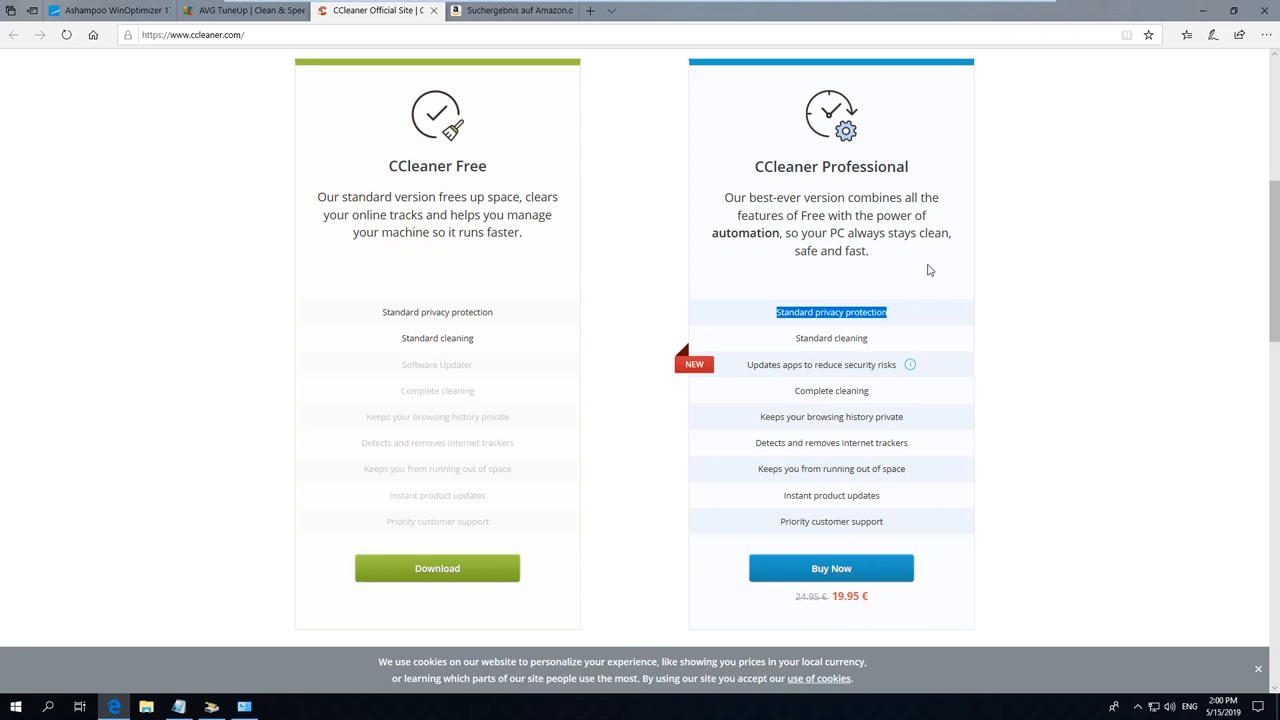 Ashampoo WinOptimizer 17
AVG TuneUp | Clean & Spee
CCleaner Official Site | C
Suchergebnis auf Amazon.d
https://www.ccleaner.com/
CCleaner Free
Our standard version frees up space, clears
your online tracks and helps you manage
your machine so it runs faster.
Standard privacy protection
Standard cleaning
Software Updater
Complete cleaning
Keeps your browsing history private
Detects and removes internet trackers
Keeps you from running out of space
Instant product updates
Priority customer support
Download
CCleaner Professional
Our best-ever version combines all the
features of Free with the power of
automation, so your PC always stays clean,
safe and fast.
Standard privacy protection
Standard cleaning
NEW
Updates apps to reduce security risks
Complete cleaning
Keeps your browsing history private
Detects and removes internet trackers
Keeps you from running out of space
Instant product updates
Priority customer support
Buy Now
24.95 € 19.95 €
We use cookies on our website to personalize your experience, like showing you prices in your local currency,
or learning which parts of our site people use the most. By using our site you accept our use of cookies.
ENG
2:00 PM
5/15/2019